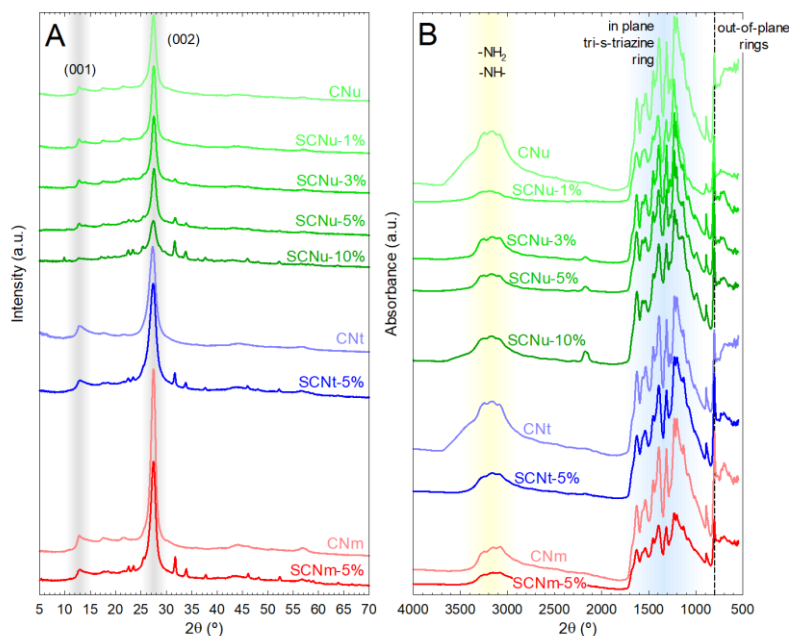 A
(001)
(002)
CNu
SCNu-1%
SCNu-3%
SCNu-5%
SCNu-10%
CNt
SCNt-5%
CNm
SCNm-5%
Intensity (a.u.)
5 10 15 20 25 30 35 40 45 50 55 60 65 70
2θ (°)
B
-NH₂
-NH-
in plane
tri-s-triazine
ring
out-of-plane
rings
CNu
SCNu-1%
SCNu-3%
SCNu-5%
SCNu-10%
CNt
SCNt-5%
CNm
SCNm-5%
Absorbance (a.u.)
4000 3500 3000 2500 2000 1500 1000 500
2θ (°)